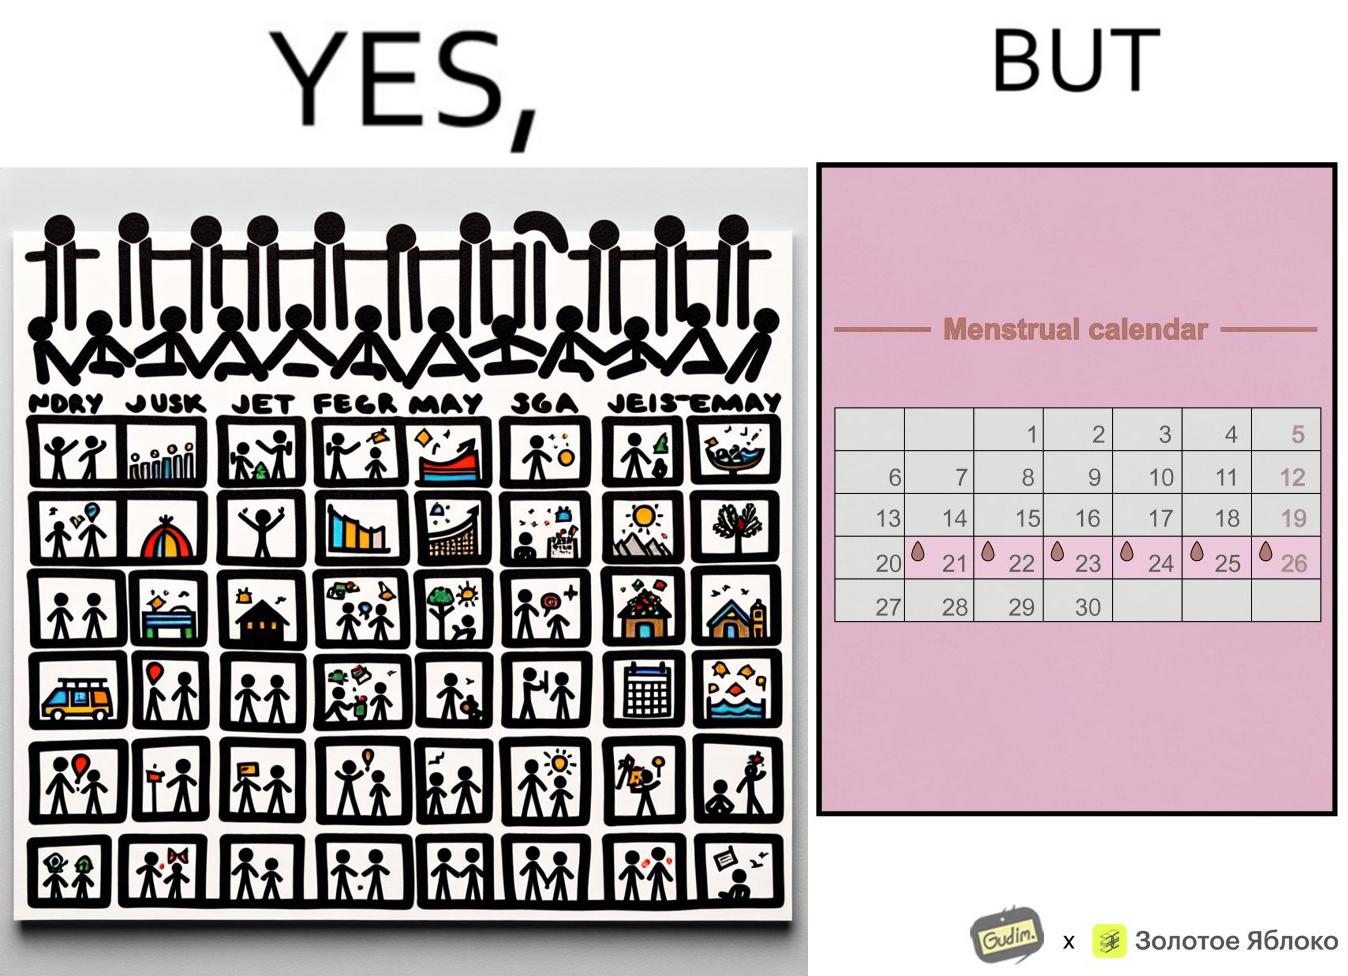 YES,
BUT
NDRY JUSK JET FEGR MAY SGA JEIST EMAY
Menstrual calendar
1 2 3 4 5
6 7 8 9 10 11 12
13 14 15 16 17 18 19
20 21 22 23 24 25 26
27 28 29 30
Gudim. x Золотое Яблоко